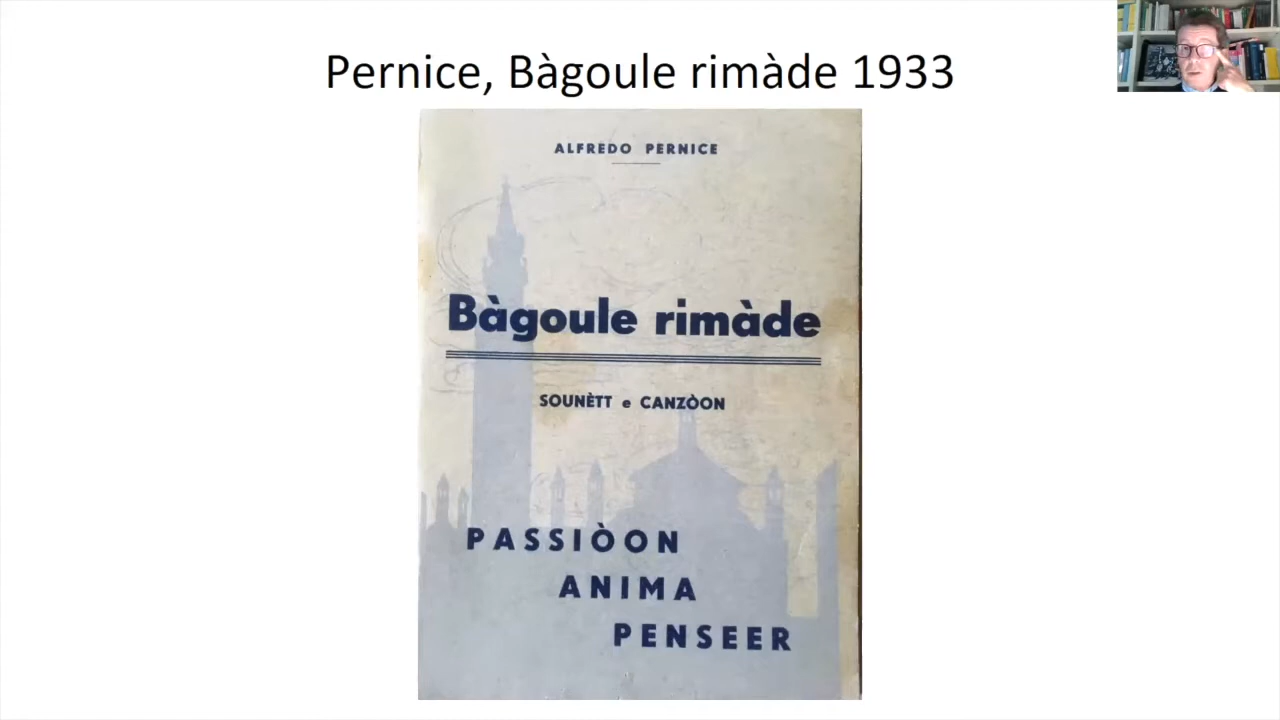 Pernice, Bàgoule rimàde 1933
ALFREDO PERNICE
Bàgoule rimàde
SOUNÈTT e CANZÒON
PASSIÒON
ANIMA
PENSEER